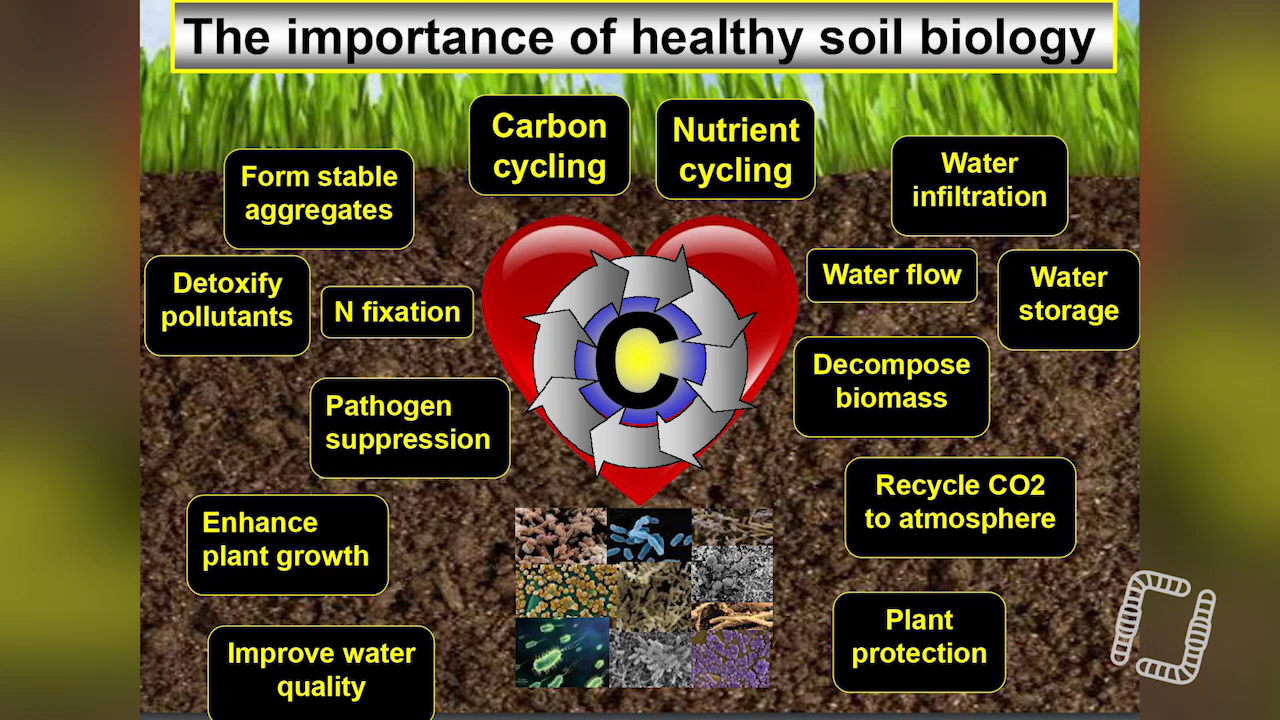 The importance of healthy soil biology
Carbon
cycling
Nutrient
cycling
Form stable
aggregates
Water
infiltration
Detoxify
pollutants
N fixation
Water flow
Water
storage
C
Decompose
biomass
Pathogen
suppression
Recycle CO2
to atmosphere
Enhance
plant growth
Plant
protection
Improve water
quality